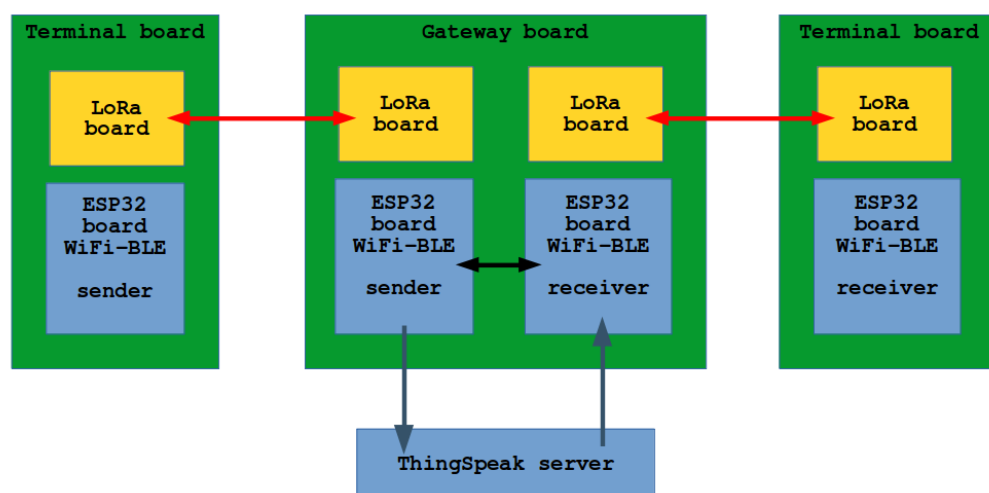 Terminal board
LoRa
board
ESP32
board
WiFi-BLE
sender
Gateway board
LoRa
board
LoRa
board
ESP32
board
WiFi-BLE
sender
ESP32
board
WiFi-BLE
receiver
Terminal board
LoRa
board
ESP32
board
WiFi-BLE
receiver
ThingSpeak server